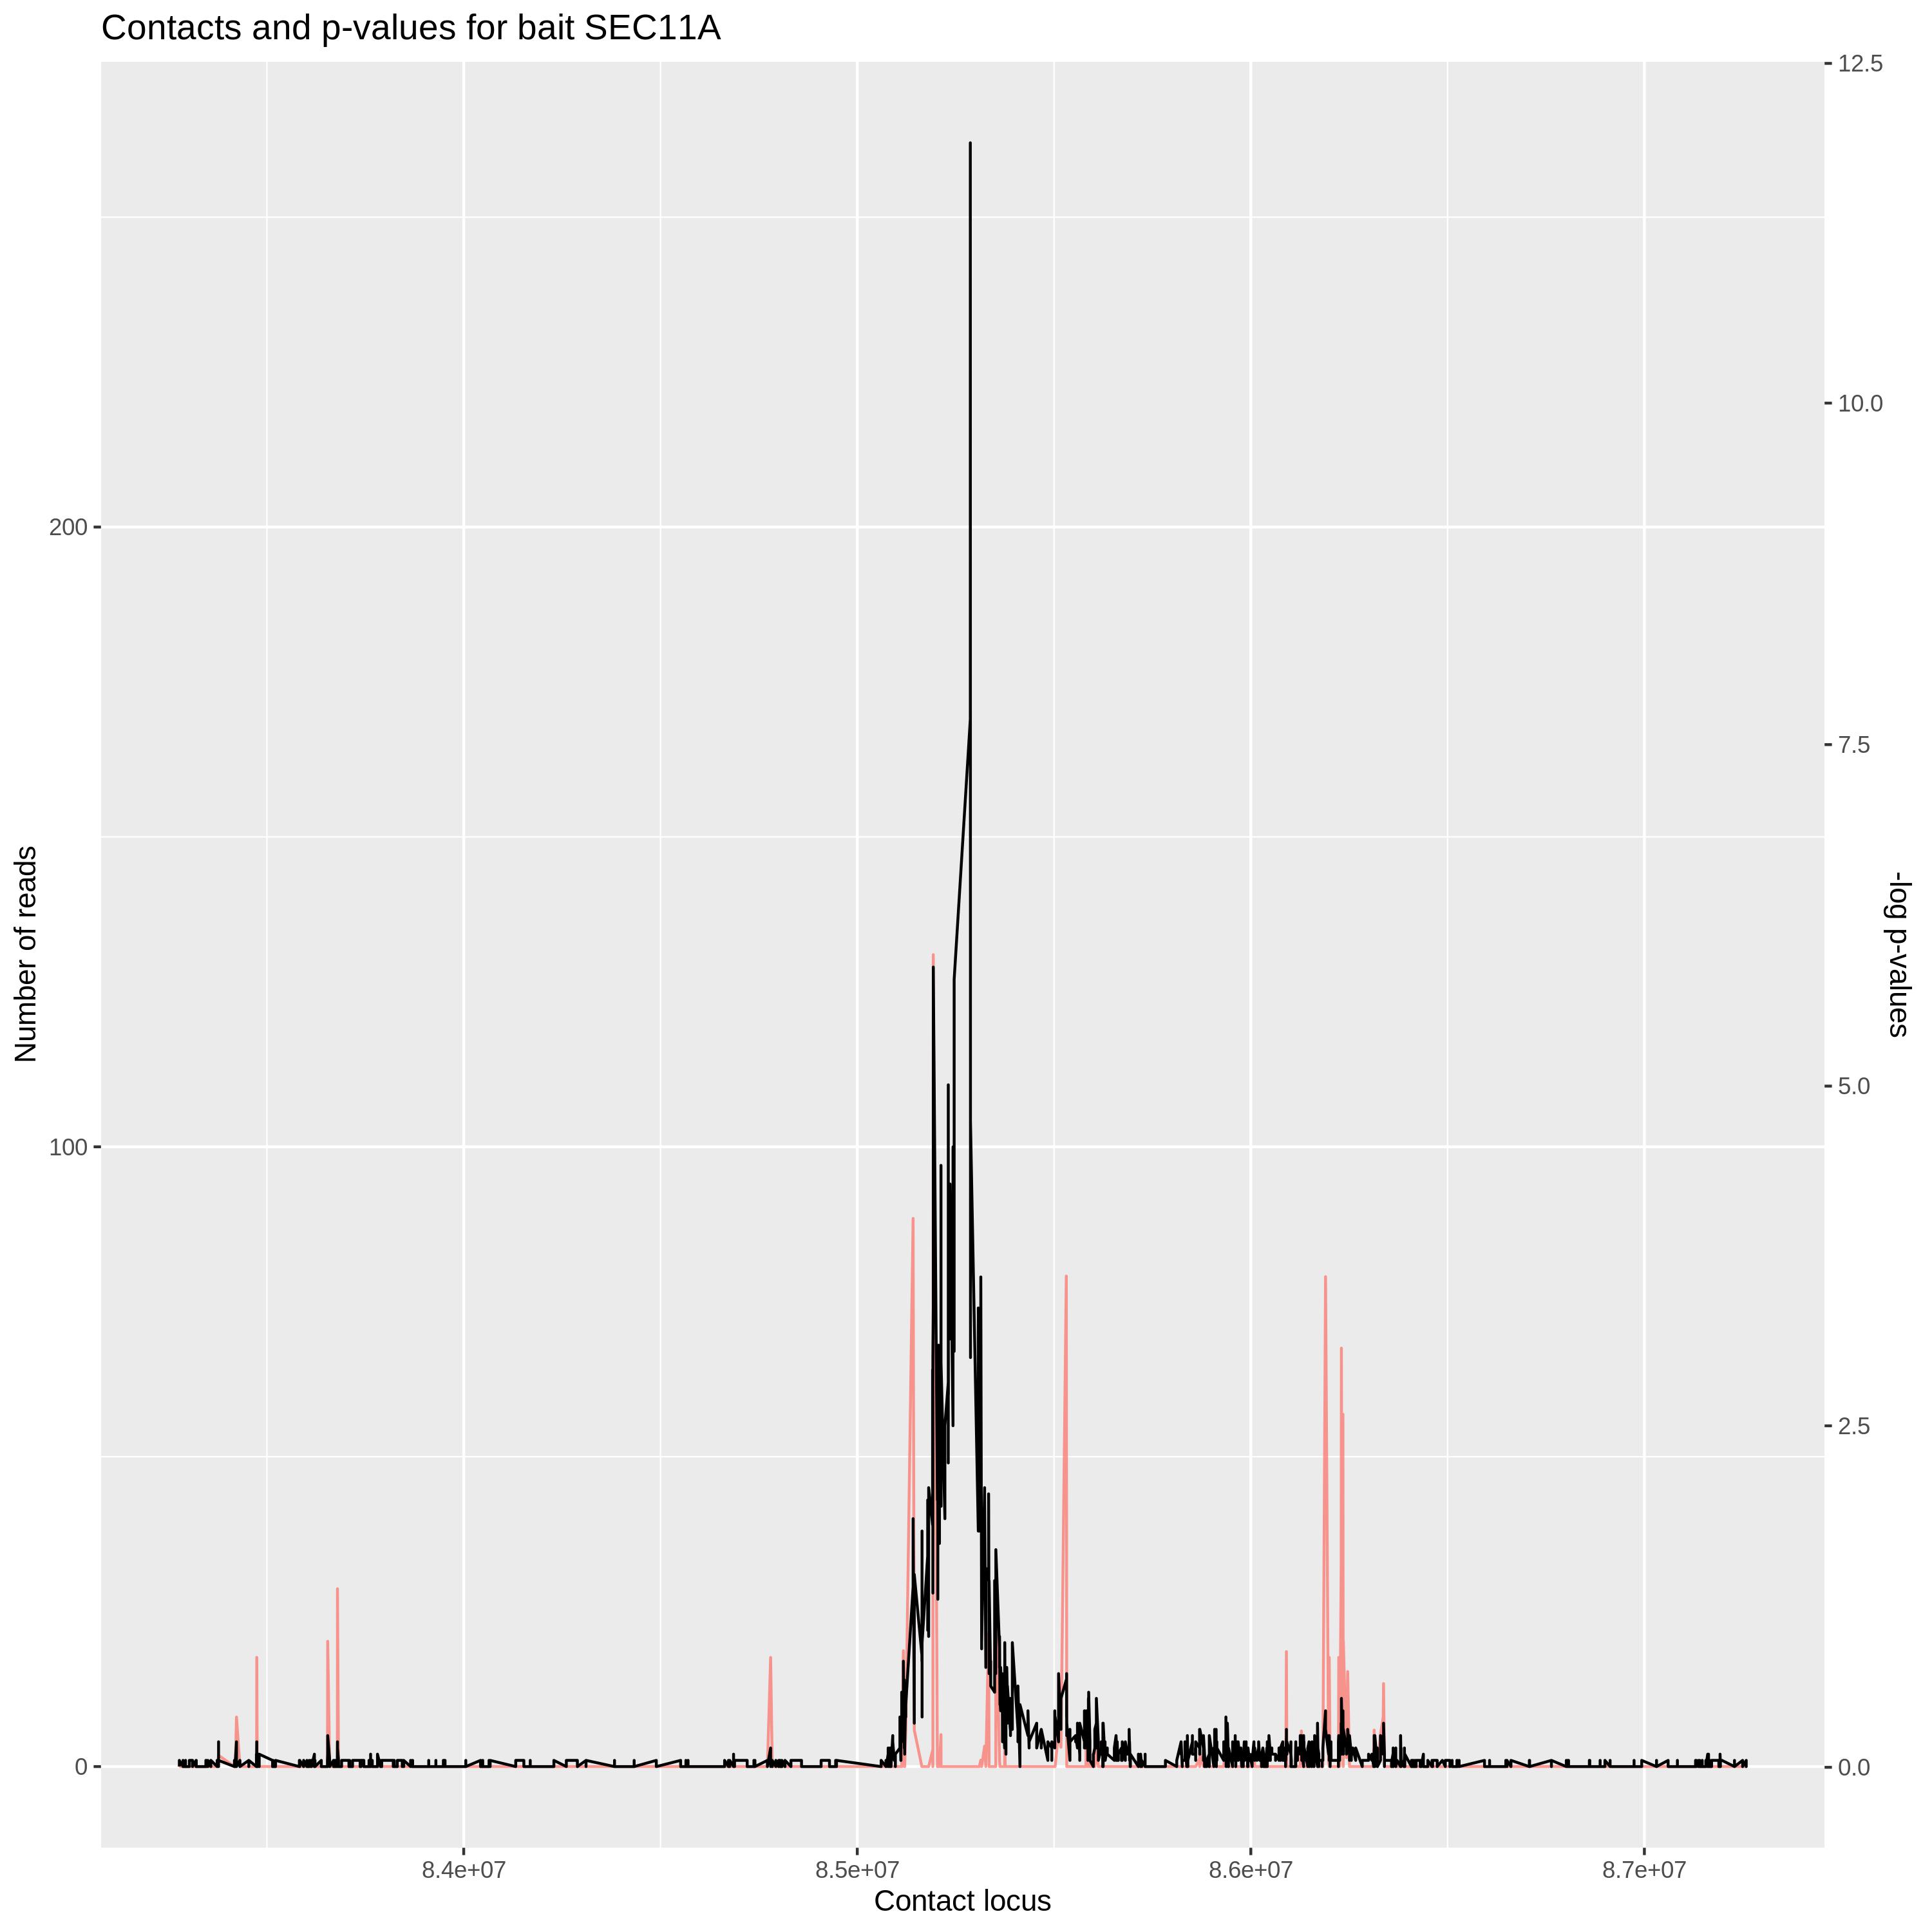 Contacts and p-values for bait SEC11A
12.5
10.0
200
7.5
Number of reads
-log p-values
5.0
100
2.5
0
0.0
8.4e+07
8.5e+07
8.6e+07
8.7e+07
Contact locus